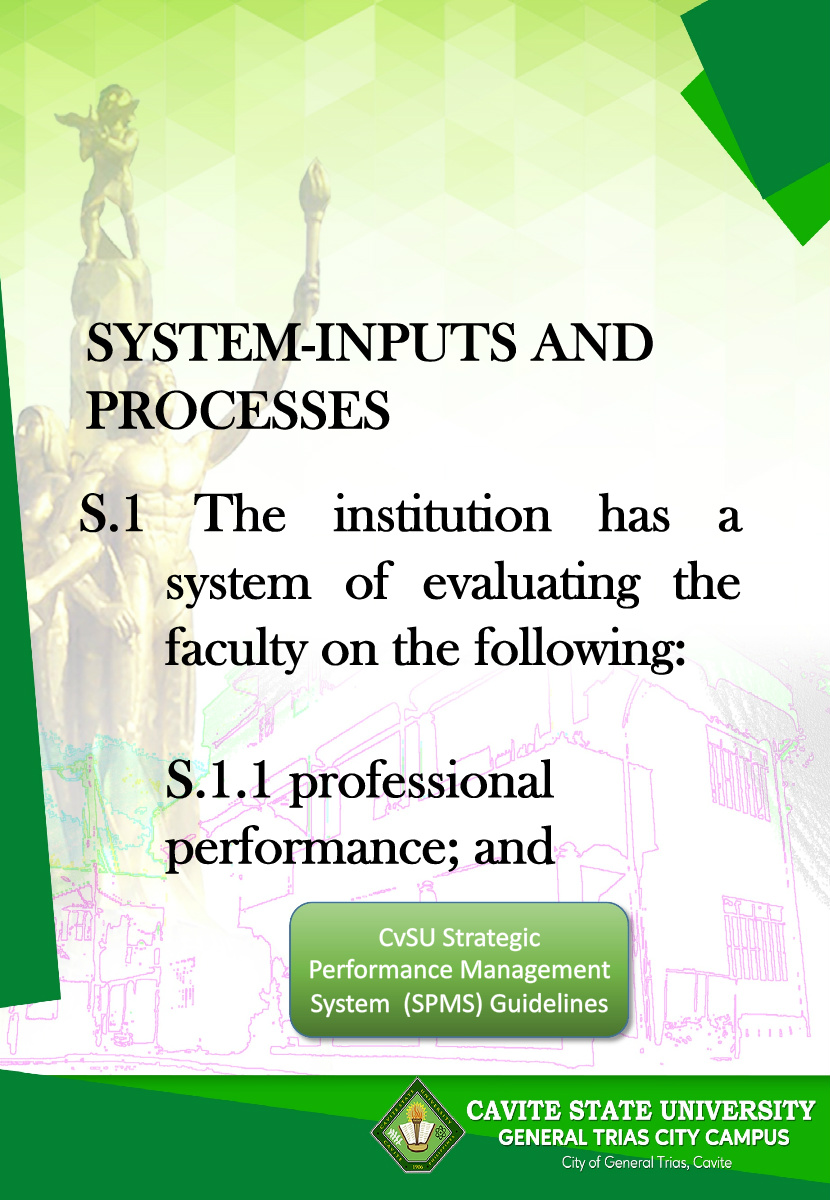 SYSTEM-INPUTS AND
PROCESSES
S.1 The institution has a
system of evaluating the
faculty on the following:
S.1.1 professional
performance; and
CvSU Strategic
Performance Management
System (SPMS) Guidelines
CAVITE STATE UNIVERSITY
GENERAL TRIAS CITY CAMPUS
City of General Trias, Cavite
1906